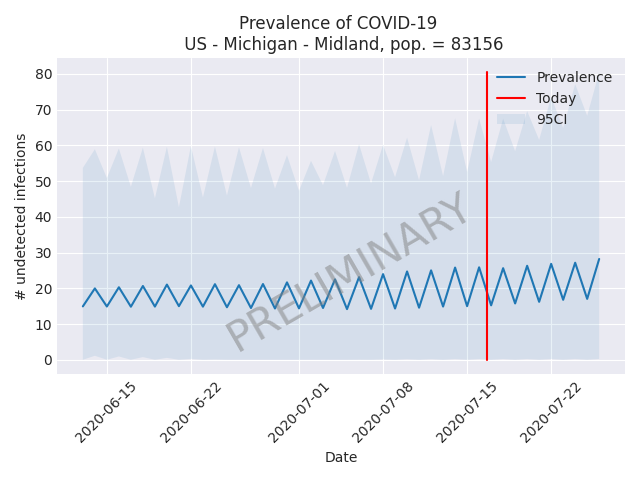 Prevalence of COVID-19
US - Michigan - Midland, pop. = 83156
# undetected infections
80
70
60
50
40
30
20
10
0
Prevalence
Today
95CI
PRELIMINARY
2020-06-15
2020-06-22
2020-07-01
2020-07-08
2020-07-15
2020-07-22
Date